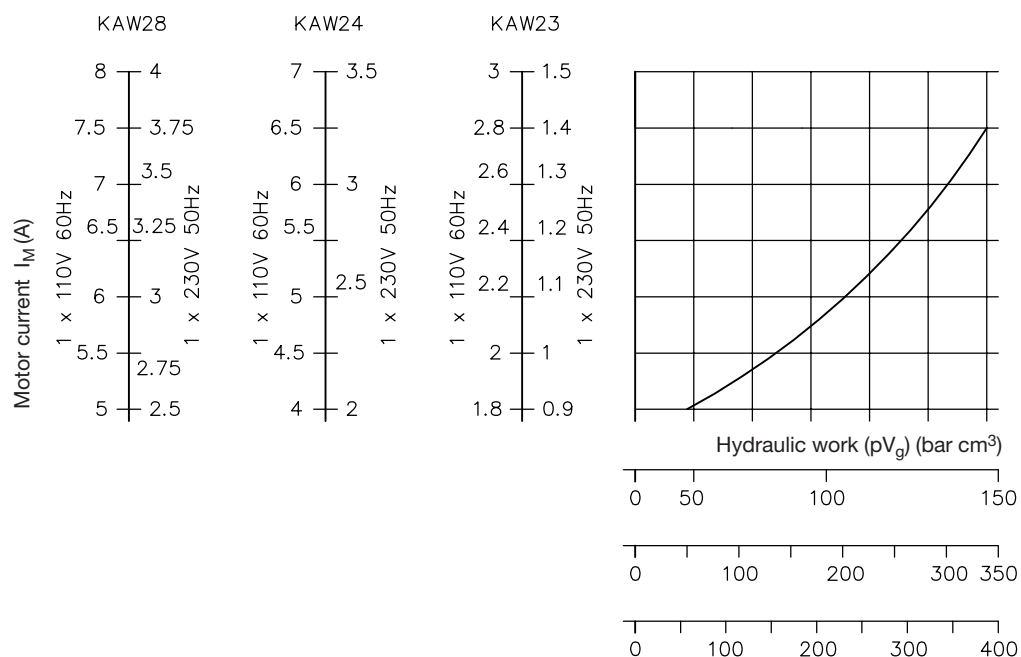 KAW28 KAW24 KAW23
8 4 7 3.5 3 1.5
7.5 3.75 6.5 2.8 1.4
7 3.5 6 3 2.6 1.3
6.5 3.25 5.5 2.4 1.2
6 3 5 2.5 2.2 1.1
5.5 2.75 4.5 2 1
5 2.5 4 2 1.8 0.9
Motor current I_M (A)
1 x 110V 60Hz
1 x 230V 50Hz
1 x 110V 60Hz
1 x 230V 50Hz
1 x 110V 60Hz
1 x 230V 50Hz
Hydraulic work (pV_g) (bar cm³)
0 50 100 150
0 100 200 300 350
0 100 200 300 400